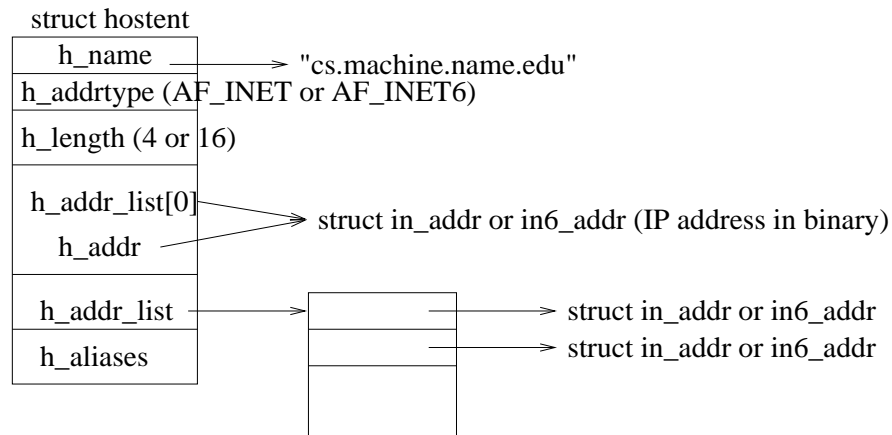 struct hostent
h_name
"cs.machine.name.edu"
h_addrtype (AF_INET or AF_INET6)
h_length (4 or 16)
h_addr_list[0]
struct in_addr or in6_addr (IP address in binary)
h_addr
h_addr_list
struct in_addr or in6_addr
struct in_addr or in6_addr
h_aliases